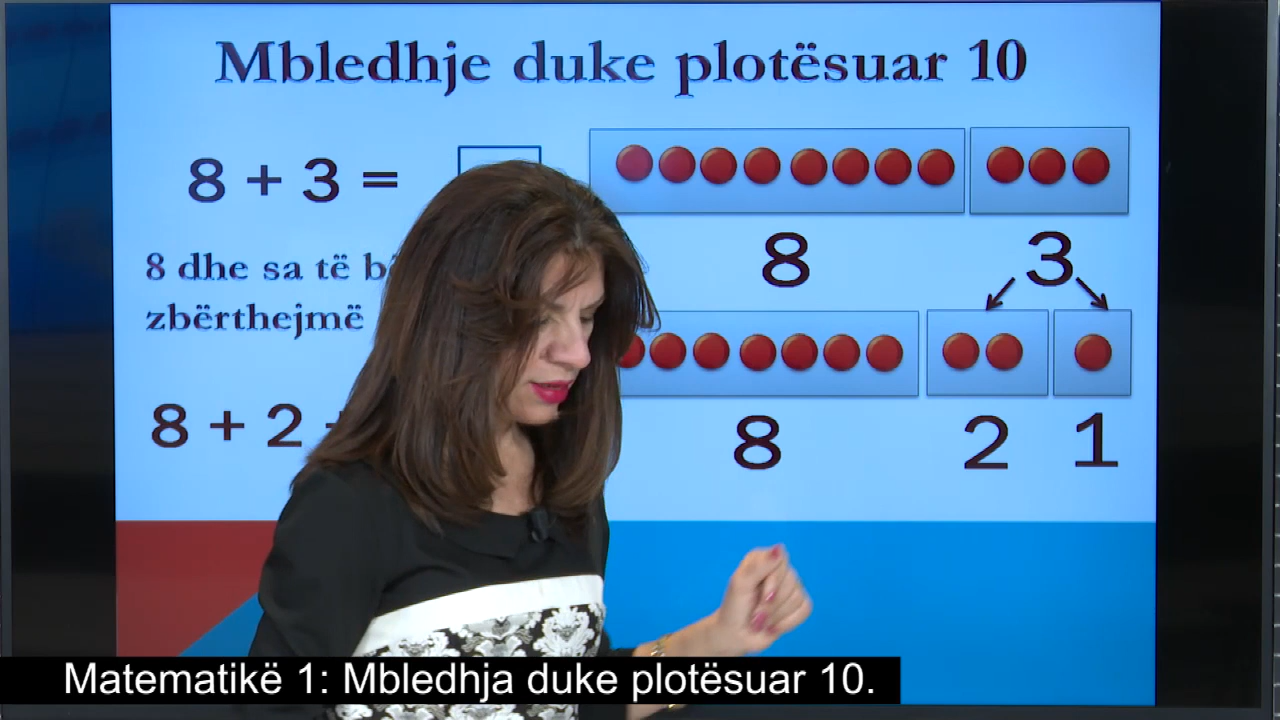 Mbledhje duke plotësuar 10
8 + 3 =
8
3
8 dhe sa të
zbërthejmë
8 + 2
8
2
1
Matematikë 1: Mbledhja duke plotësuar 10.